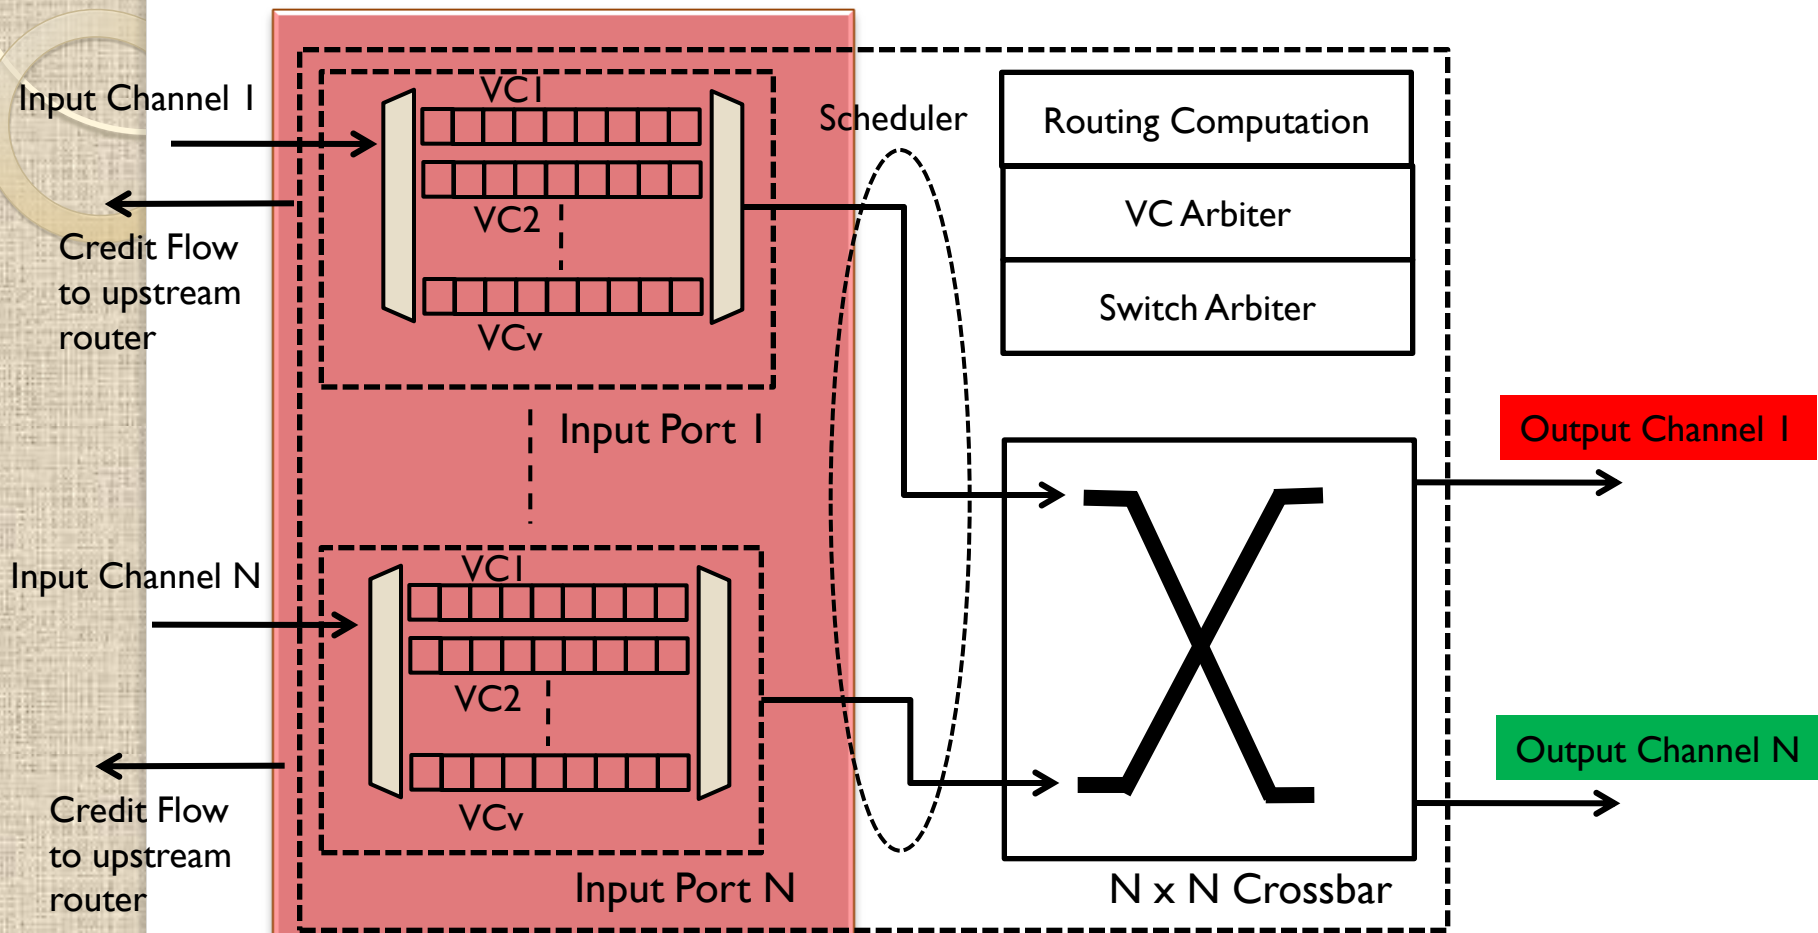 Input Channel 1
Credit Flow
to upstream
router
VC1
VC2
VCv
Input Port 1
Scheduler
Routing Computation
VC Arbiter
Switch Arbiter
Output Channel 1
Input Channel N
Credit Flow
to upstream
router
VC1
VC2
VCv
Input Port N
N x N Crossbar
Output Channel N